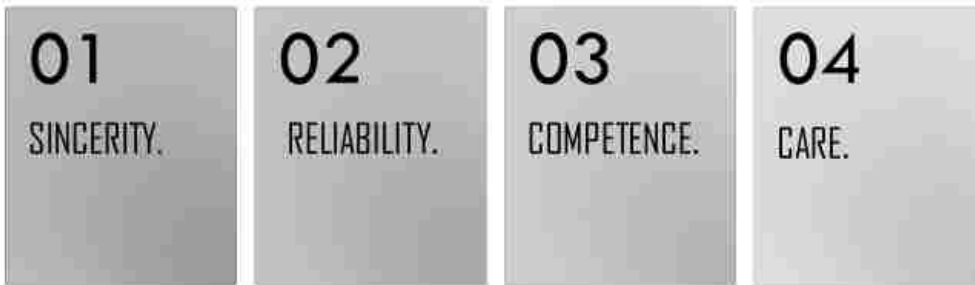 01
SINCERITY.
02
RELIABILITY.
03
COMPETENCE.
04
CARE.